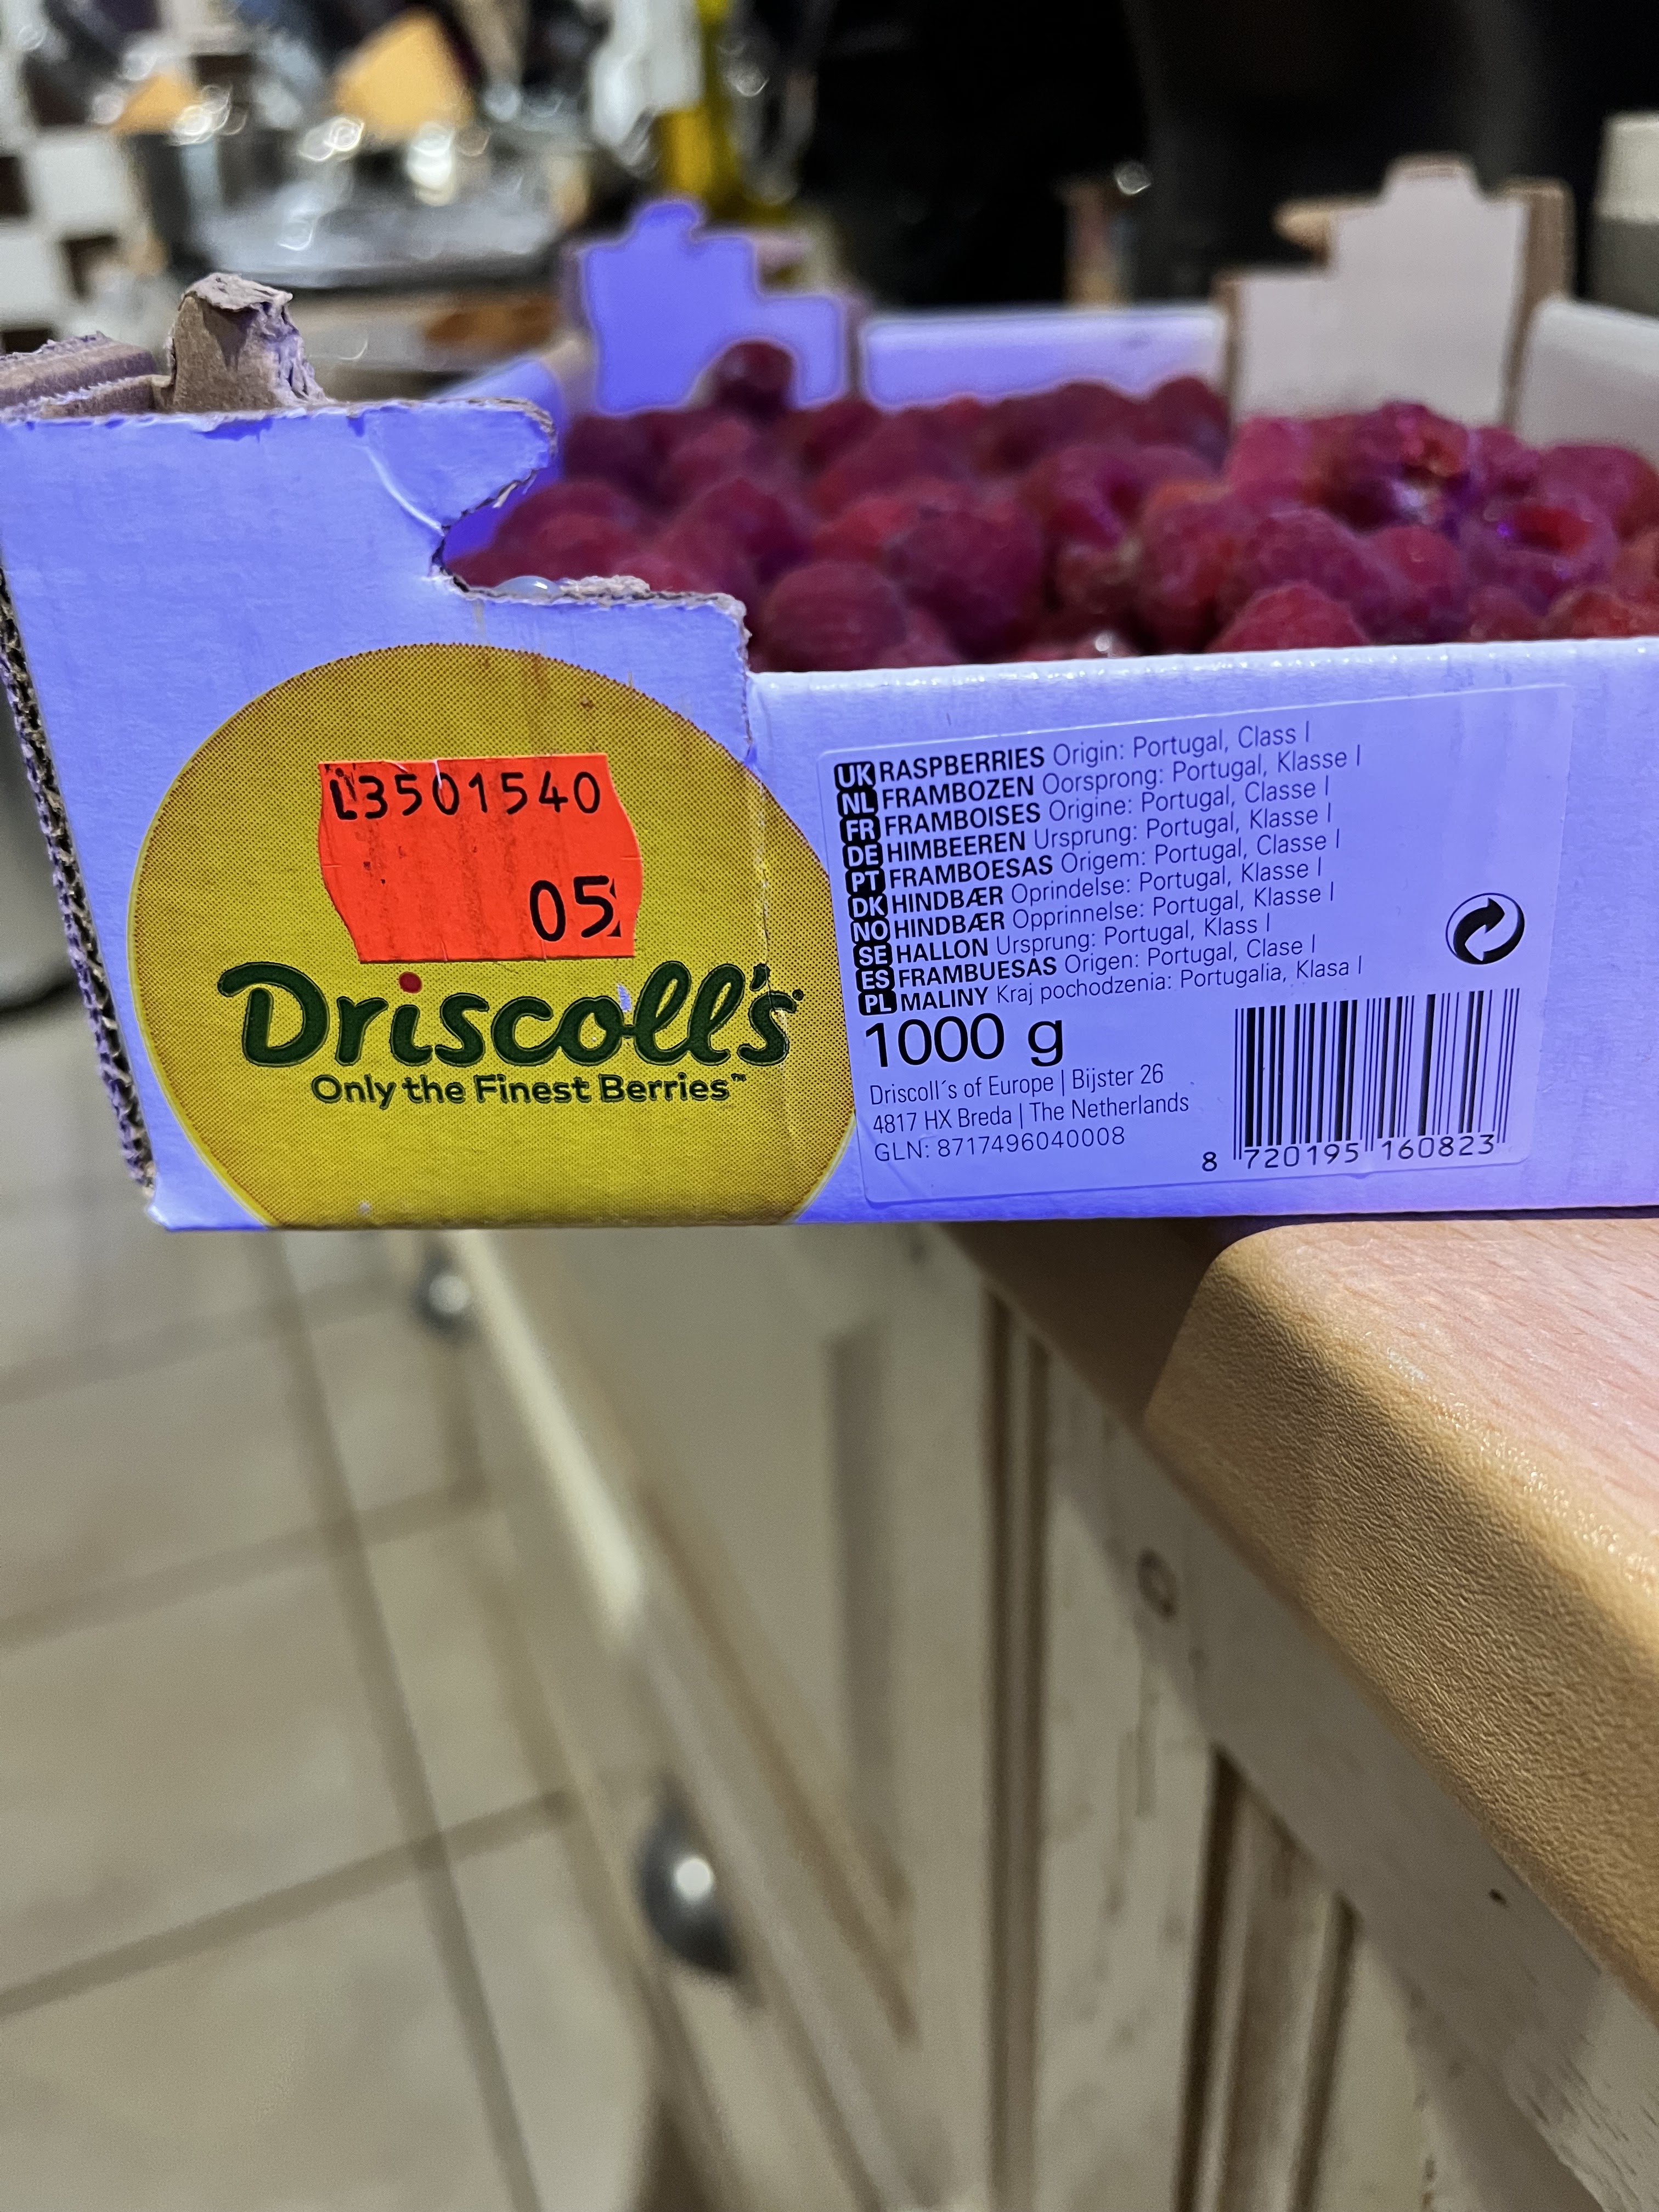 L3501540
05
Driscoll's®
Only the Finest Berries™
UK RASPBERRIES Origin: Portugal, Class I
NL FRAMBOZEN Oorsprong: Portugal, Klasse I
FR FRAMBOISES Origine: Portugal, Classe I
DE HIMBEEREN Ursprung: Portugal, Klasse I
PT FRAMBOESAS Origem: Portugal, Classe I
DK HINDBÆR Oprindelse: Portugal, Klasse I
NO HINDBÆR Opprinnelse: Portugal, Klasse I
SE HALLON Ursprung: Portugal, Klass I
ES FRAMBUESAS Origen: Portugal, Clase I
PL MALINY Kraj pochodzenia: Portugalia, Klasa I
1000 g
Driscoll´s of Europe | Bijster 26
4817 HX Breda | The Netherlands
GLN: 8717496040008
8 720195 160823